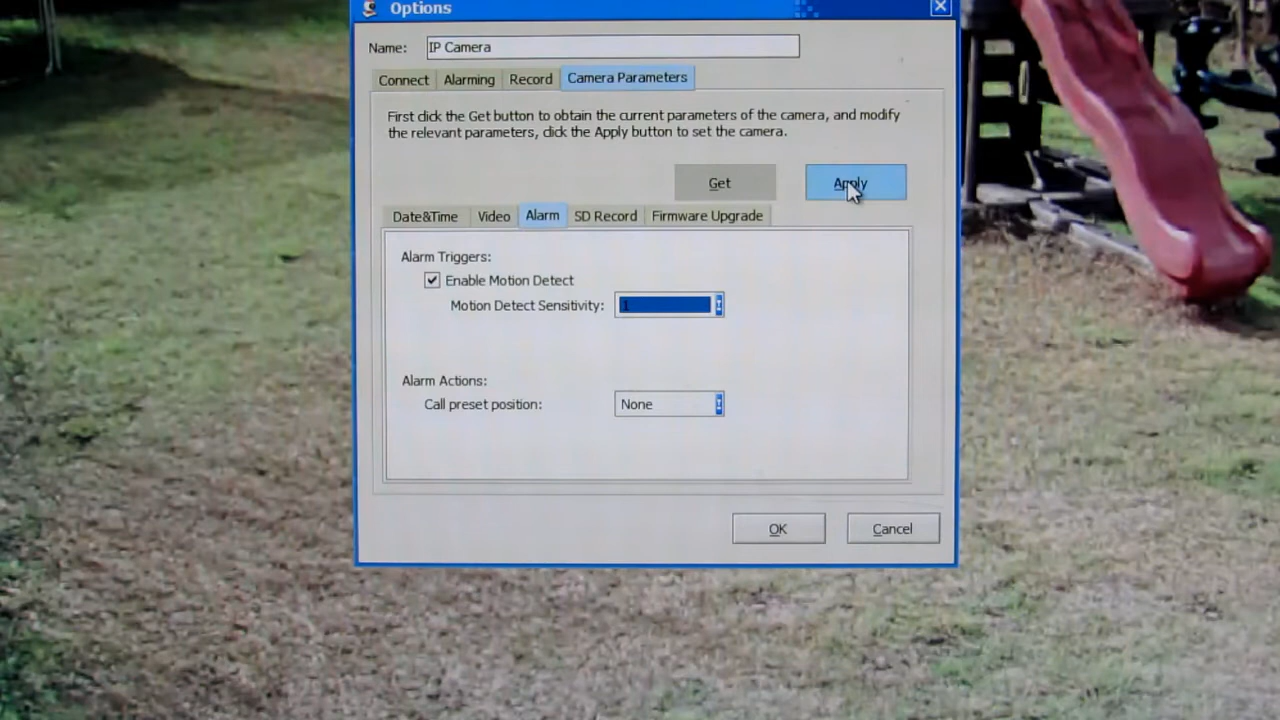 Options
Name: IP Camera
Connect Alarming Record Camera Parameters
First click the Get button to obtain the current parameters of the camera, and modify
the relevant parameters, click the Apply button to set the camera.
Get Apply
Date&Time Video Alarm SD Record Firmware Upgrade
Alarm Triggers:
Enable Motion Detect
Motion Detect Sensitivity: 1
Alarm Actions:
Call preset position: None
OK Cancel